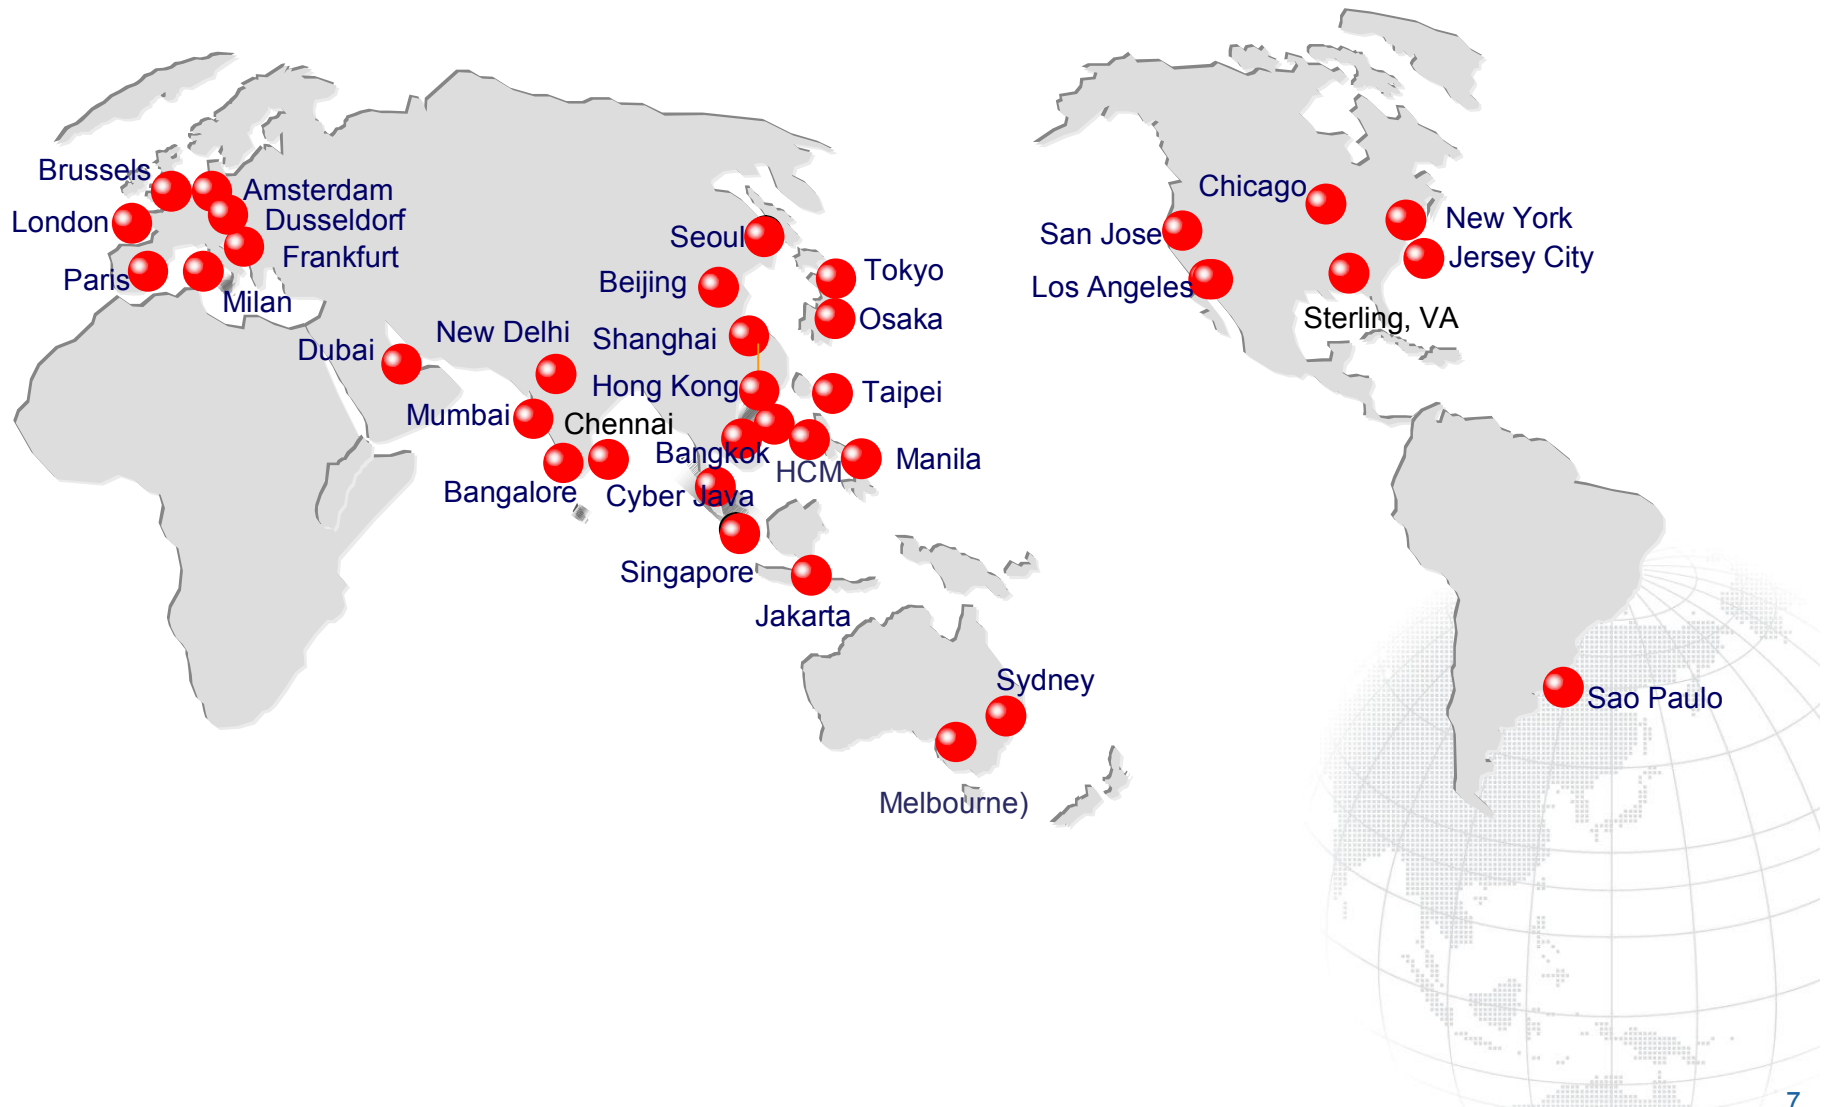 Brussels
Amsterdam
London
Dusseldorf
Frankfurt
Paris
Milan
Dubai
New Delhi
Mumbai
Chennai
Bangalore
Seoul
Beijing
Tokyo
Osaka
Shanghai
Hong Kong
Taipei
Bangkok
HCM
Manila
Cyber Java
Singapore
Jakarta
Sydney
Melbourne)
Chicago
San Jose
New York
Jersey City
Los Angeles
Sterling, VA
Sao Paulo
7